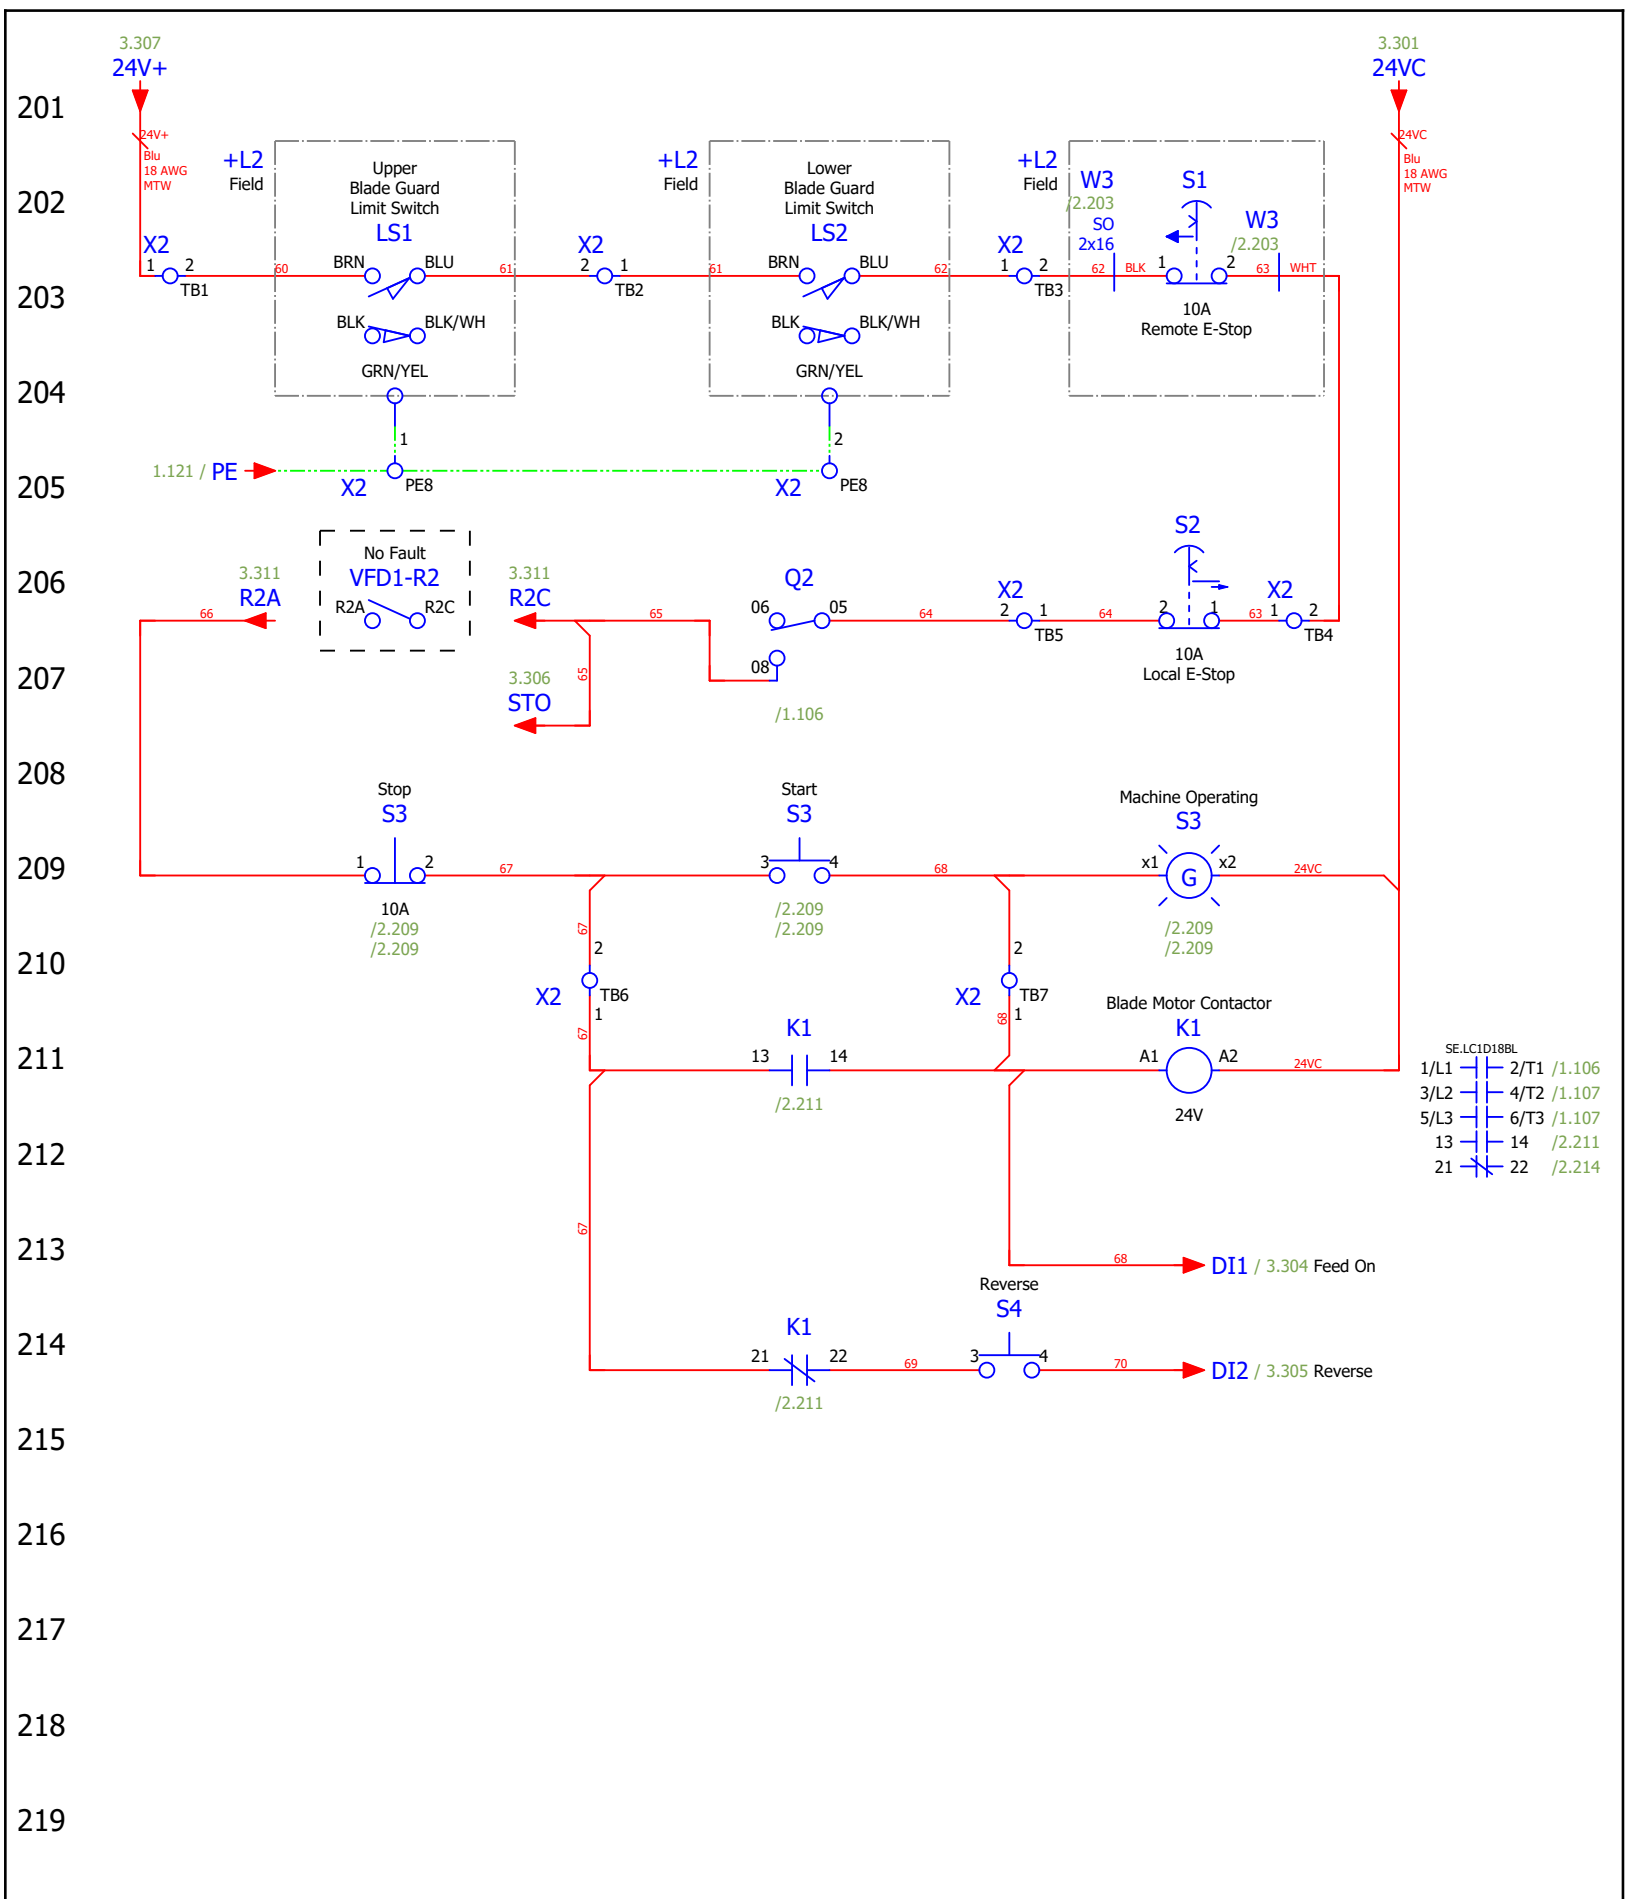 3.307
24V+
3.301
24VC
201
24V+
Blu
18 AWG
MTW
24VC
Blu
18 AWG
MTW
+L2
Field
Upper
Blade Guard
Limit Switch
LS1
+L2
Field
Lower
Blade Guard
Limit Switch
LS2
+L2
Field
W3
/2.203
SO
2x16
S1
W3
/2.203
202
X2
1 2
TB1
60
BRN
BLU
61
X2
2 1
TB2
61
BRN
BLU
62
X2
1 2
TB3
62
BLK
1 2
63
WHT
203
10A
Remote E-Stop
BLK
BLK/WH
BLK
BLK/WH
GRN/YEL
GRN/YEL
204
1
2
1.121 / PE
X2
PE8
X2
PE8
205
S2
No Fault
VFD1-R2
R2A
R2C
206
3.311
R2A
66
3.311
R2C
65
Q2
06
05
08
64
X2
2 1
TB5
64
2 1
63
X2
1 2
TB4
10A
Local E-Stop
207
65
3.306
STO
/1.106
208
Stop
S3
Start
S3
Machine Operating
S3
209
1 2
67
3 4
68
x1
G
x2
24VC
10A
/2.209
/2.209
/2.209
/2.209
/2.209
/2.209
67
210
2
X2
TB6
1
67
2
X2
TB7
1
68
Blade Motor Contactor
K1
211
K1
13
14
/2.211
A1
A2
24VC
24V
SE.LC1D18BL
1/L1 2/T1 /1.106
3/L2 4/T2 /1.107
5/L3 6/T3 /1.107
13 14 /2.211
21 22 /2.214
212
67
213
68
DI1 / 3.304 Feed On
Reverse
S4
214
K1
21
22
/2.211
69
3 4
70
DI2 / 3.305 Reverse
215
216
217
218
219